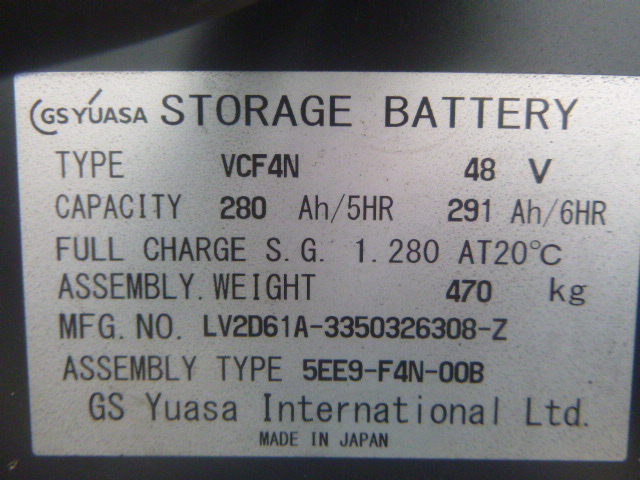 GS YUASA STORAGE BATTERY
TYPE VCF4N 48 V
CAPACITY 280 Ah/5HR 291 Ah/6HR
FULL CHARGE S.G. 1.280 AT20℃
ASSEMBLY.WEIGHT 470 kg
MFG.NO. LV2D61A-3350326308-Z
ASSEMBLY TYPE 5EE9-F4N-00B
GS Yuasa International Ltd.
MADE IN JAPAN